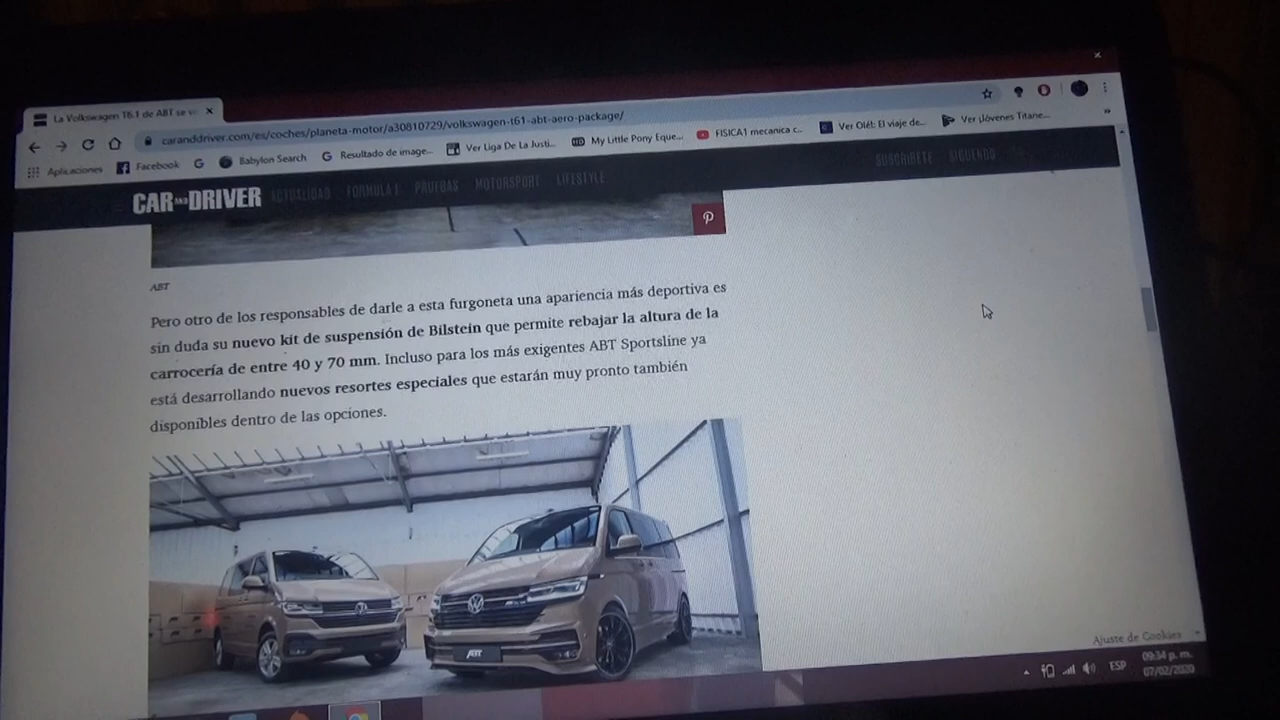 La Volkswagen T6.1 de ABT se v
caranddriver.com/es/coches/planeta-motor/a30810729/volkswagen-t61-abt-aero-package/
Aplicaciones Facebook Babylon Search Resultado de image... Ver Liga De La Justi... My Little Pony Eque... FISICA1 mecanica c... Ver Olé!: El viaje de... Ver ¡Jóvenes Titane... »
CAR AND DRIVER ACTUALIDAD FORMULA 1 PRUEBAS MOTORSPORT LIFESTYLE SUSCRÍBETE SÍGUENOS
ABT
Pero otro de los responsables de darle a esta furgoneta una apariencia más deportiva es
sin duda su nuevo kit de suspensión de Bilstein que permite rebajar la altura de la
carrocería de entre 40 y 70 mm. Incluso para los más exigentes ABT Sportsline ya
está desarrollando nuevos resortes especiales que estarán muy pronto también
disponibles dentro de las opciones.
ABT
Ajuste de Cookies
ESP 09:34 p. m.
07/02/2020